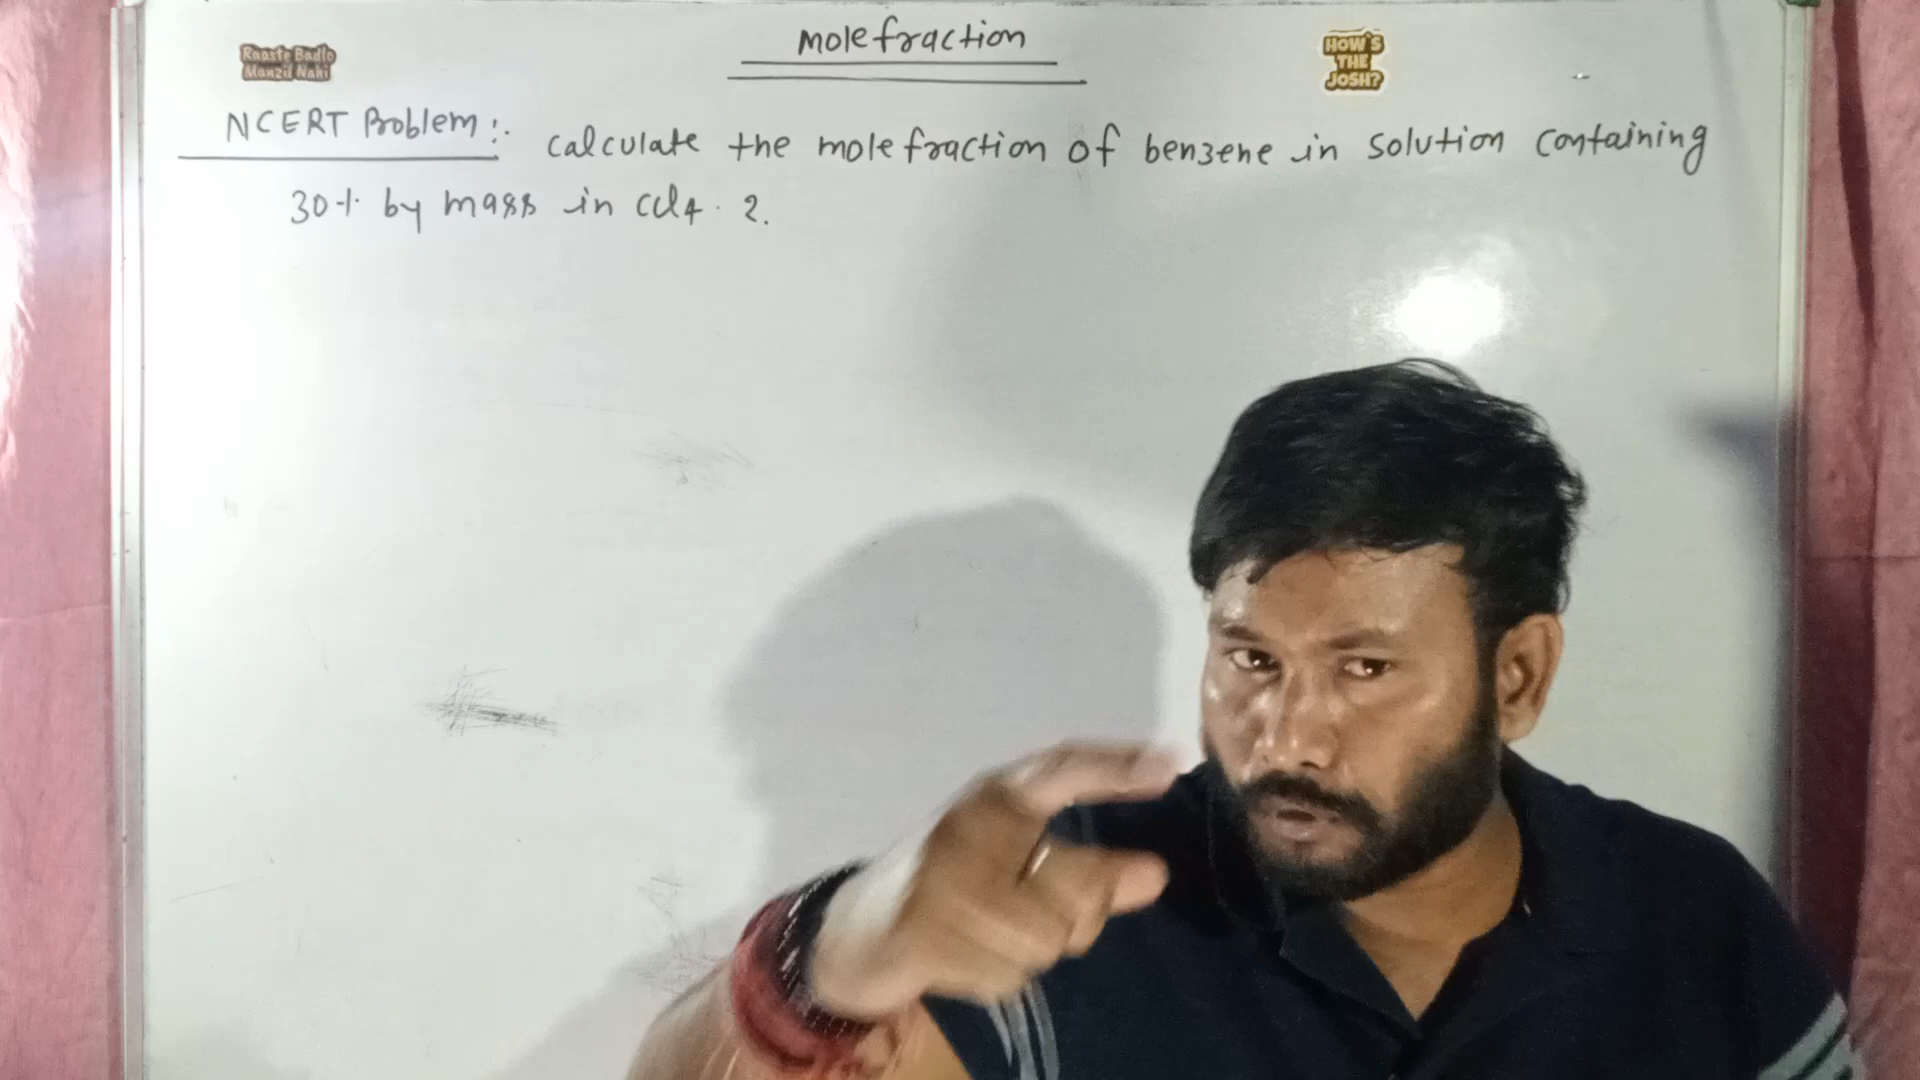 Mole fraction
Raaste Badlo
Manzil Nahi
HOW'S
THE
JOSH?
NCERT Problem :. calculate the mole fraction of benzene in solution containing
30% by mass in CCl4. 2.